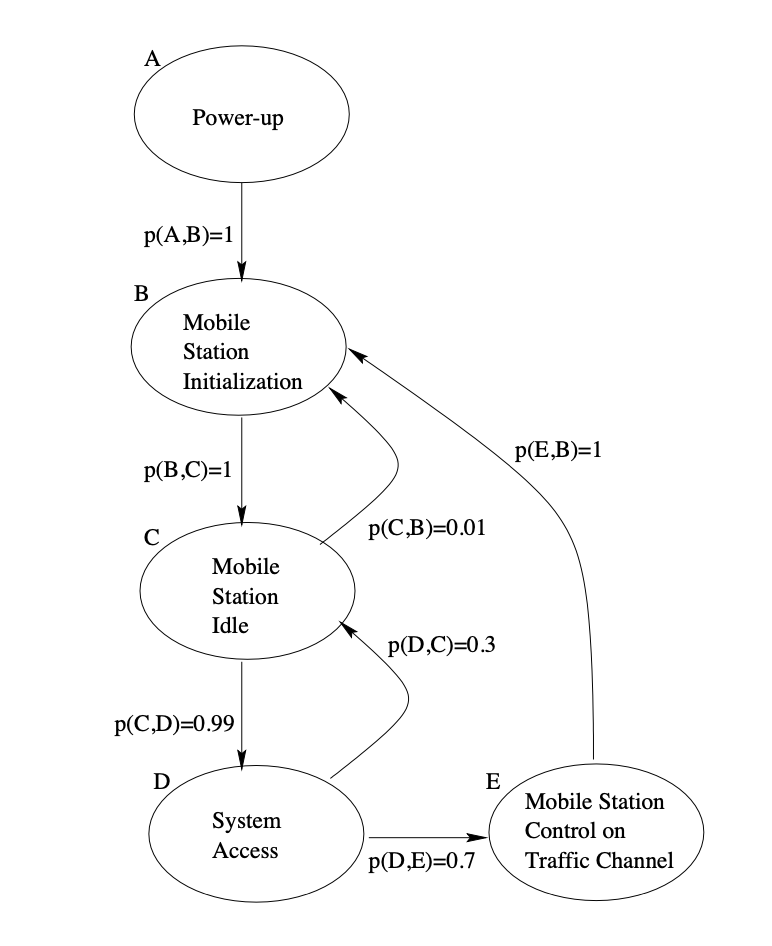 A
Power-up
p(A,B)=1
B
Mobile
Station
Initialization
p(E,B)=1
p(B,C)=1
p(C,B)=0.01
C
Mobile
Station
Idle
p(D,C)=0.3
p(C,D)=0.99
D
System
Access
E
Mobile Station
Control on
Traffic Channel
p(D,E)=0.7